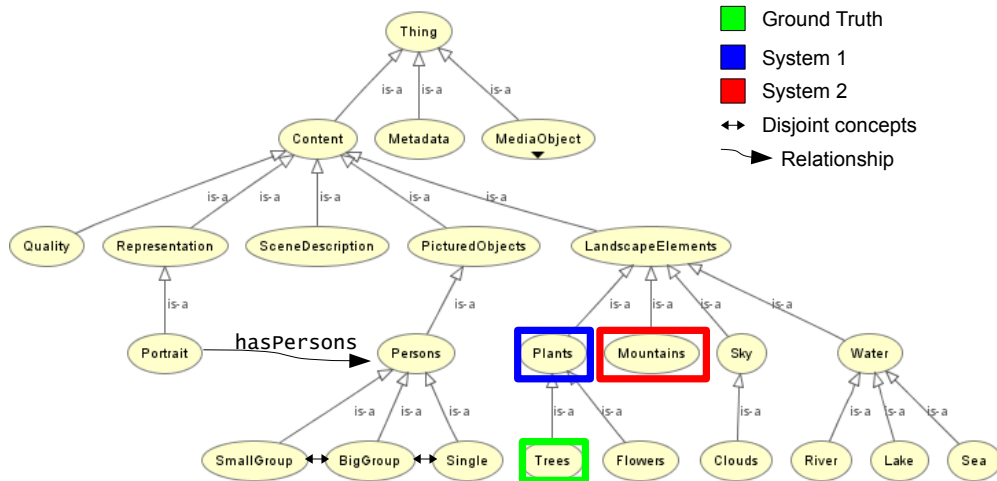 Thing
Ground Truth
System 1
System 2
Disjoint concepts
Relationship
is-a is-a is-a
Content Metadata MediaObject
is-a is-a is-a is-a is-a
Quality Representation SceneDescription PicturedObjects LandscapeElements
is-a is-a is-a is-a is-a is-a
hasPersons
Portrait Persons Plants Mountains Sky Water
is-a is-a is-a is-a is-a is-a is-a is-a is-a
SmallGroup BigGroup Single Trees Flowers Clouds River Lake Sea